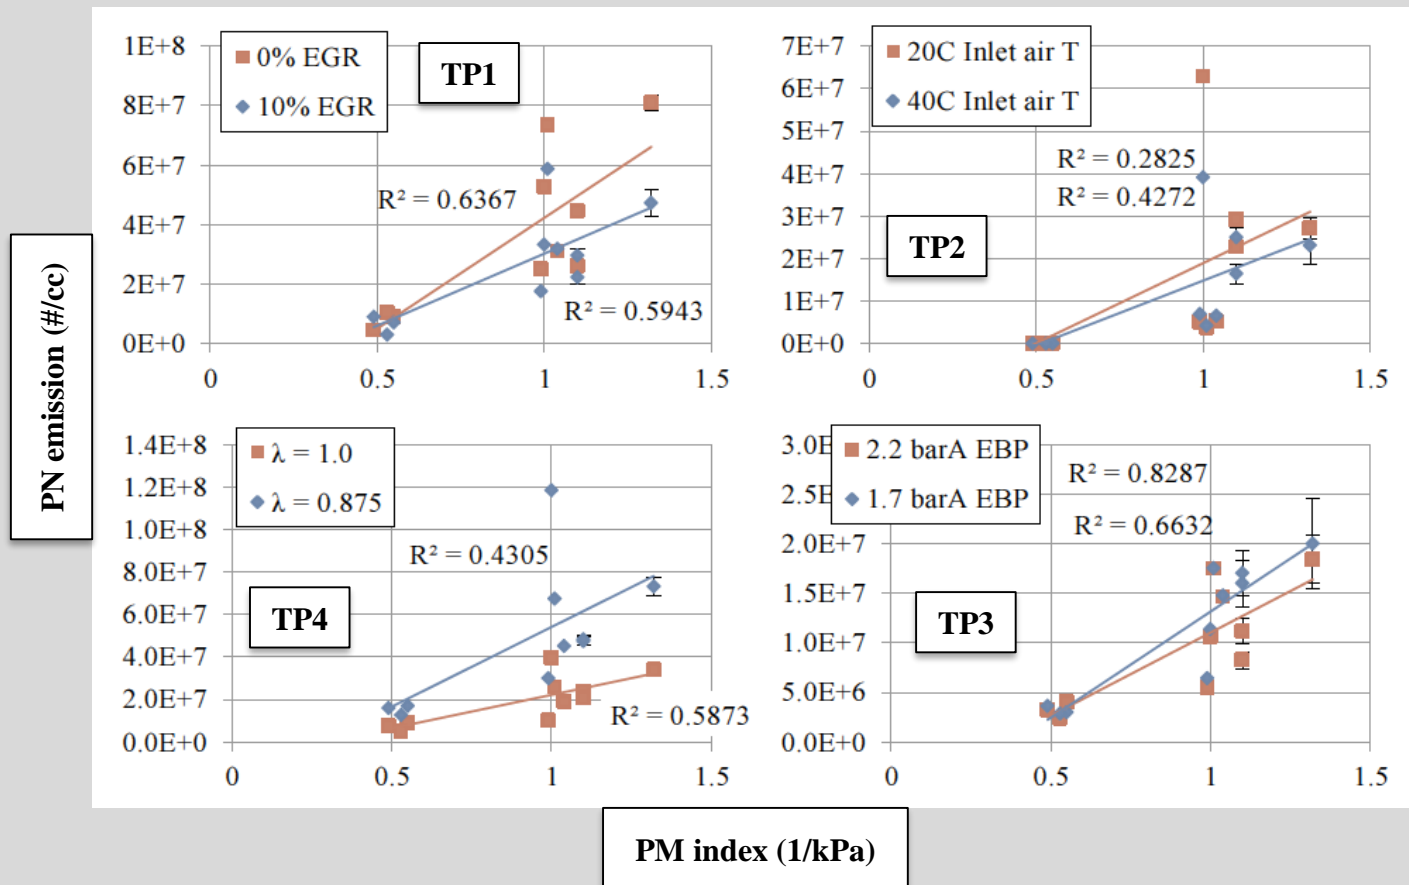 PN emission (#/cc)
1E+8
8E+7
6E+7
4E+7
2E+7
0E+0
0
0.5
1
1.5
0% EGR
10% EGR
TP1
R² = 0.6367
R² = 0.5943
7E+7
6E+7
5E+7
4E+7
3E+7
2E+7
1E+7
0E+0
0
0.5
1
1.5
20C Inlet air T
40C Inlet air T
TP2
R² = 0.2825
R² = 0.4272
1.4E+8
1.2E+8
1.0E+8
8.0E+7
6.0E+7
4.0E+7
2.0E+7
0.0E+0
0
0.5
1
1.5
λ = 1.0
λ = 0.875
TP4
R² = 0.4305
R² = 0.5873
3.0E
2.5E
2.0E+7
1.5E+7
1.0E+7
5.0E+6
0.0E+0
0
0.5
1
1.5
2.2 barA EBP
1.7 barA EBP
TP3
R² = 0.8287
R² = 0.6632
PM index (1/kPa)